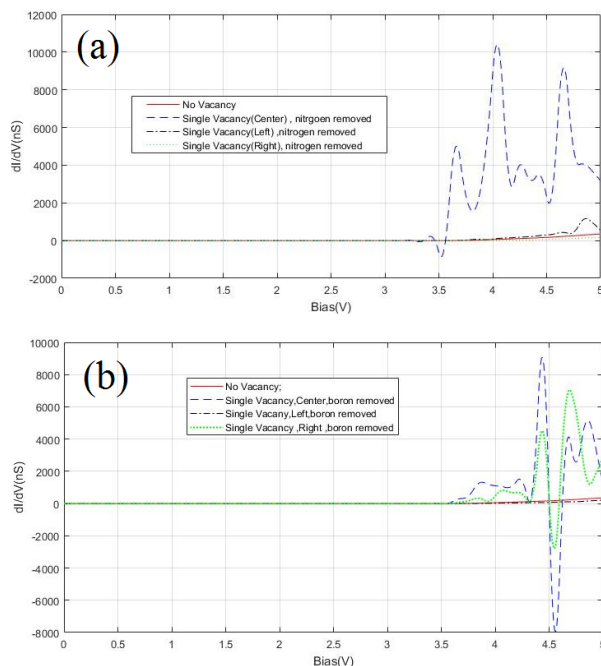 (a)
12000
10000
8000
6000
4000
2000
0
-2000
dI/dV(nS)
No Vacancy
Single Vacancy(Center) , nitrgoen removed
Single Vacancy(Left) ,nitrogen removed
Single Vacancy(Right), nitrogen removed
0 0.5 1 1.5 2 2.5 3 3.5 4 4.5 5
Bias(V)
(b)
10000
8000
6000
4000
2000
0
-2000
-4000
-6000
-8000
dI/dV(nS)
No Vacancy;
Single Vacancy,Center,boron removed
Single Vacany,Left,boron removed
Single Vacancy ,Right ,boron removed
0 0.5 1 1.5 2 2.5 3 3.5 4 4.5 5
Bias(V)